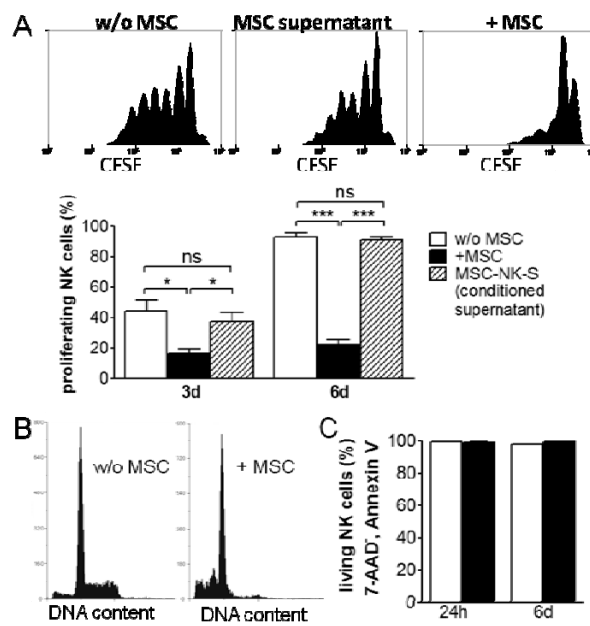 A
w/o MSC
MSC supernatant
+ MSC
CFSE
CFSE
CFSE
proliferating NK cells (%)
100
80
60
40
20
0
ns
*
*
ns
***
***
3d
6d
w/o MSC
+MSC
MSC-NK-S
(conditioned
supernatant)
B
w/o MSC
+ MSC
DNA content
DNA content
C
living NK cells (%)
7-AAD-, Annexin V
100
80
60
40
20
0
24h
6d